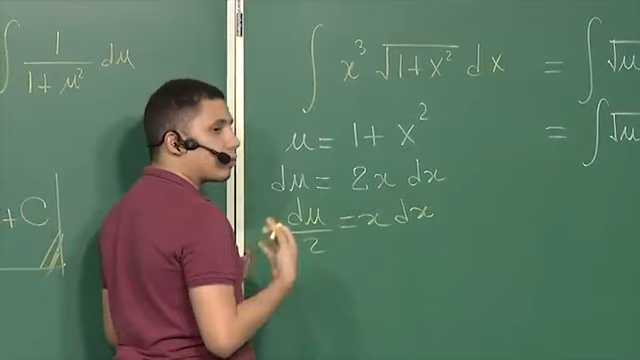 ∫ 1/(1+u²) du
+ C
∫ x³ √(1+x²) dx = ∫ √u
u = 1 + x² = ∫ √u
du = 2x dx
du/2 = x dx